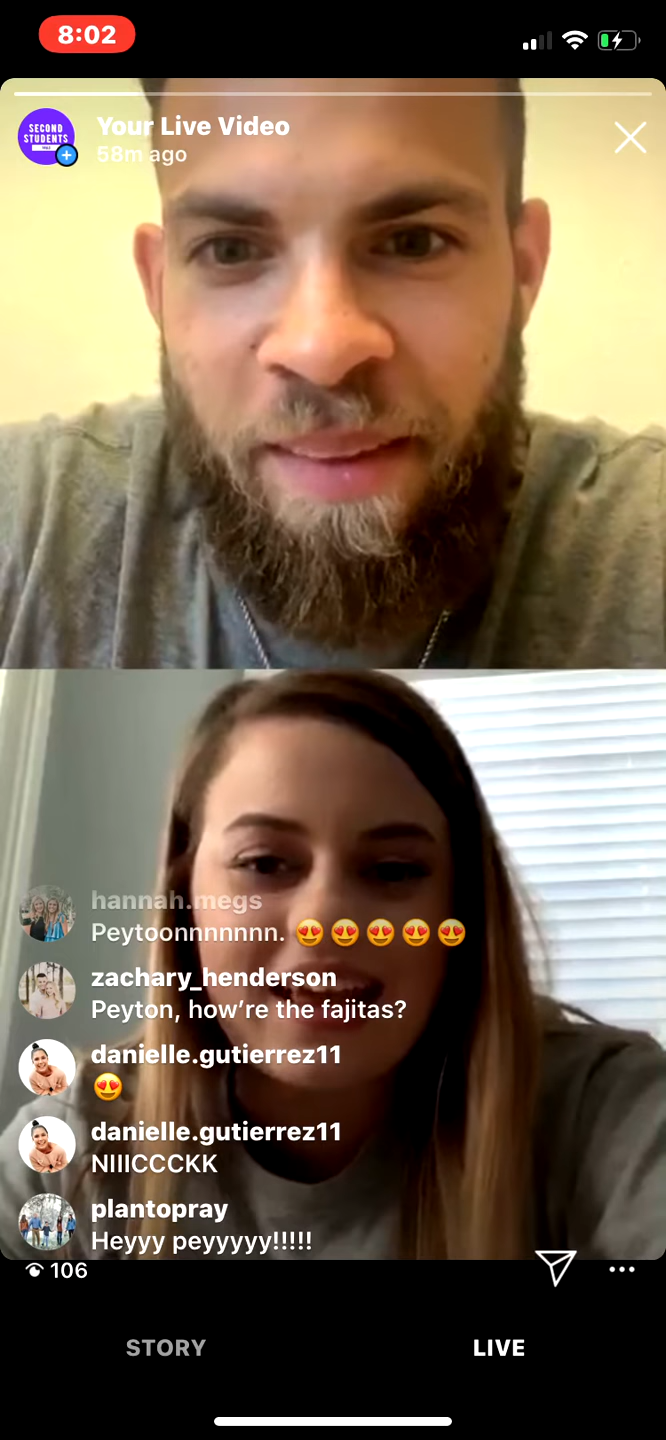 8:02
SECOND
STUDENTS
Your Live Video
58m ago
hannah.megs
Peytoonnnnnnn. 😍😍😍😍😍
zachary_henderson
Peyton, how’re the fajitas?
danielle.gutierrez11
😍
danielle.gutierrez11
NIIICCCKK
plantopray
Heyyy peyyyyy!!!!!
106
STORY
LIVE